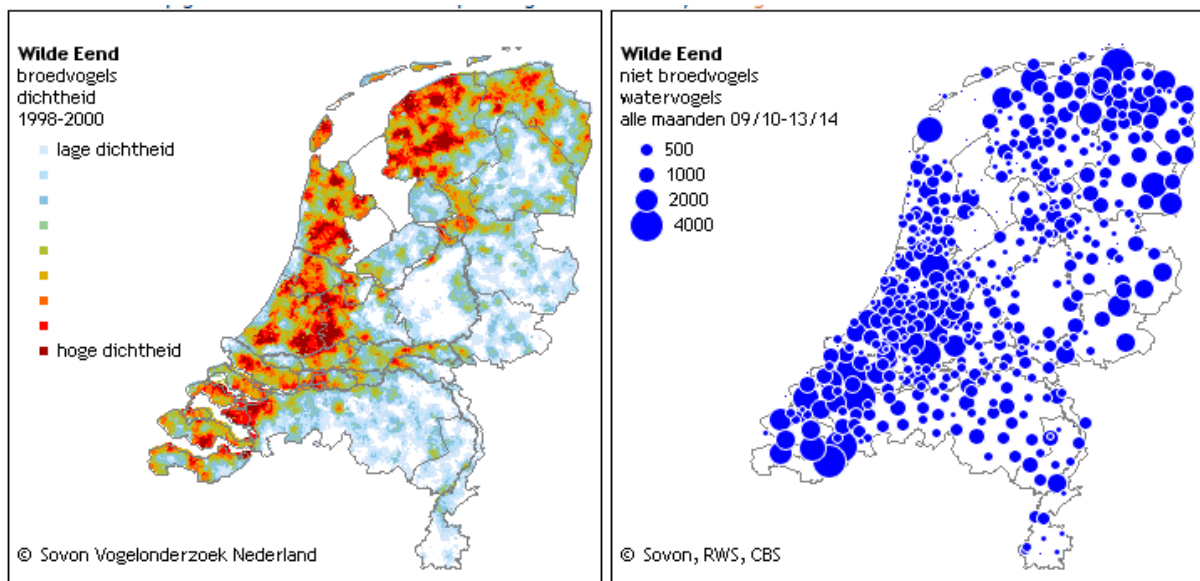 Wilde Eend
broedvogels
dichtheid
1998-2000
lage dichtheid
hoge dichtheid
© Sovon Vogelonderzoek Nederland
Wilde Eend
niet broedvogels
watervogels
alle maanden 09/10-13/14
500
1000
2000
4000
© Sovon, RWS, CBS